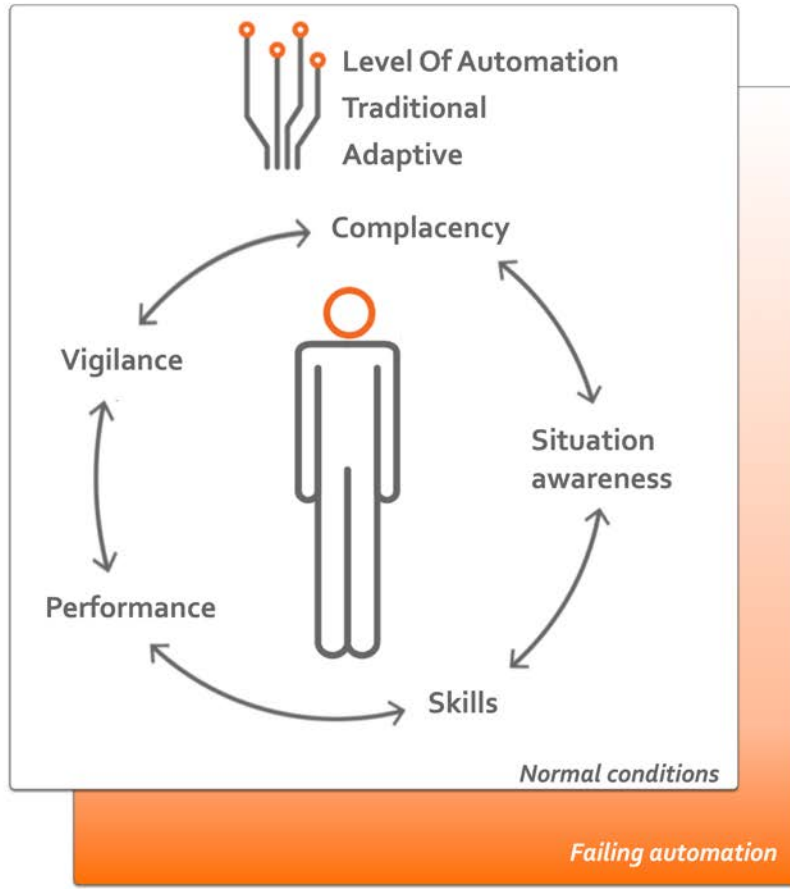 Level Of Automation
Traditional
Adaptive
Complacency
Vigilance
Situation
awareness
Performance
Skills
Normal conditions
Failing automation